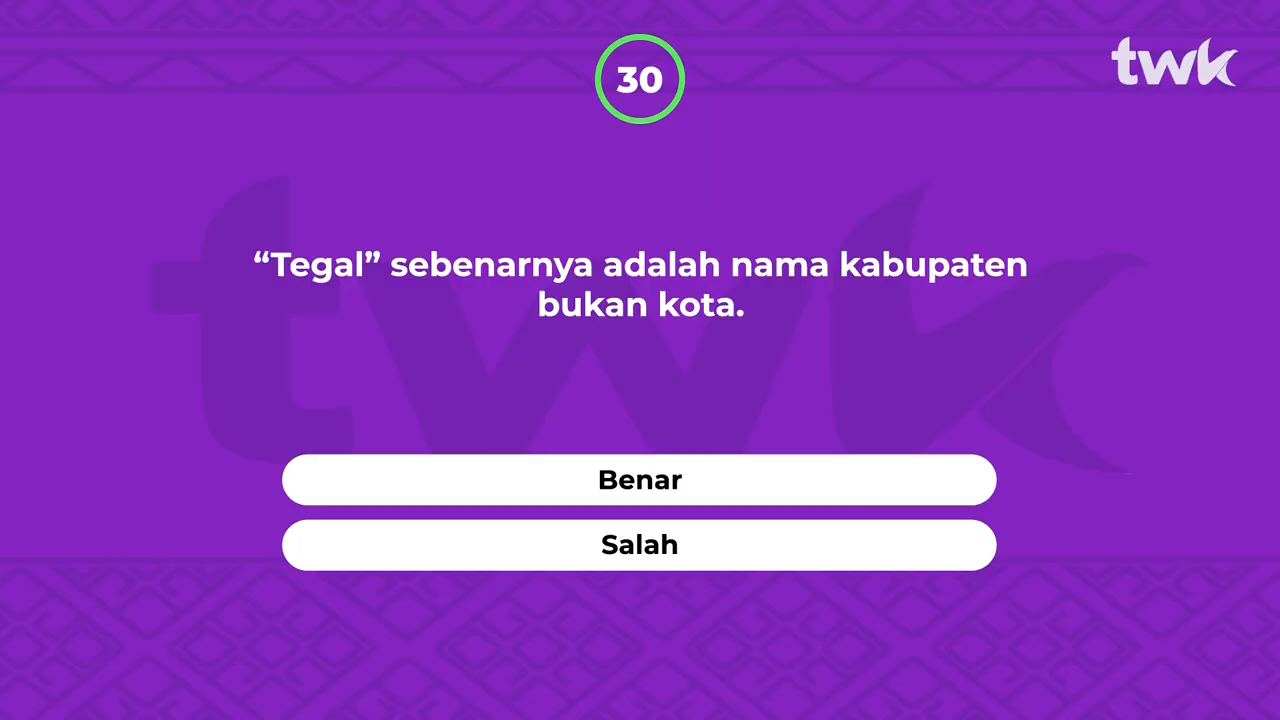 30
twk
“Tegal” sebenarnya adalah nama kabupaten
bukan kota.
Benar
Salah